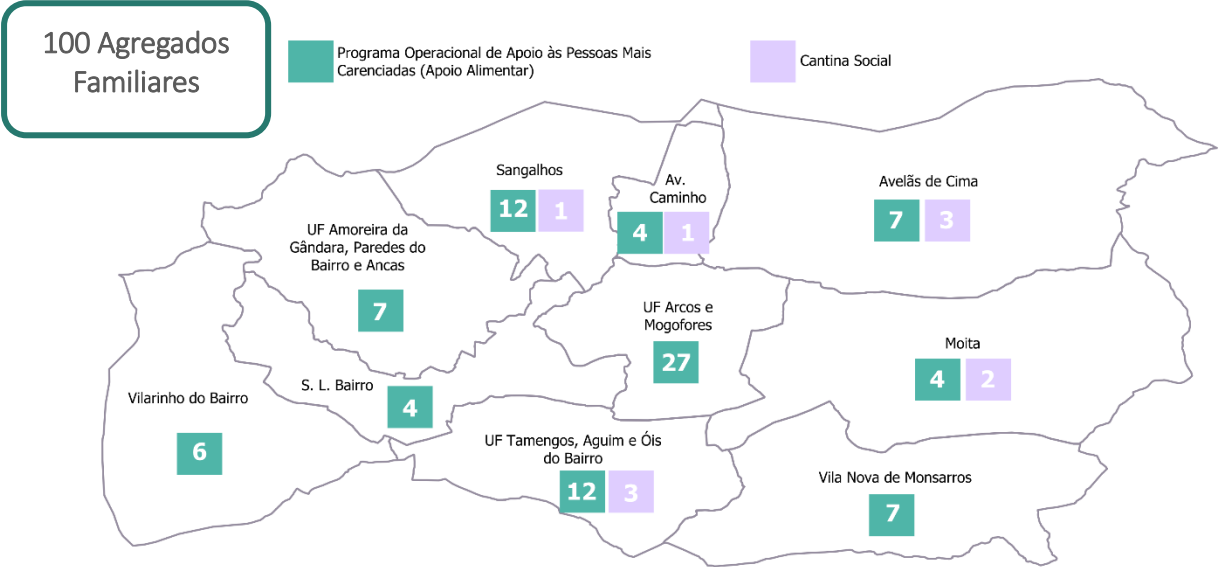 100 Agregados
Familiares
Programa Operacional de Apoio às Pessoas Mais
Carenciadas (Apoio Alimentar)
Cantina Social
Sangalhos
12
1
Av.
Caminho
4
1
Avelãs de Cima
7
3
UF Amoreira da
Gândara, Paredes do
Bairro e Ancas
7
UF Arcos e
Mogofores
27
Moita
4
2
S. L. Bairro
4
Vilarinho do Bairro
6
UF Tamengos, Aguim e Óis
do Bairro
12
3
Vila Nova de Monsarros
7